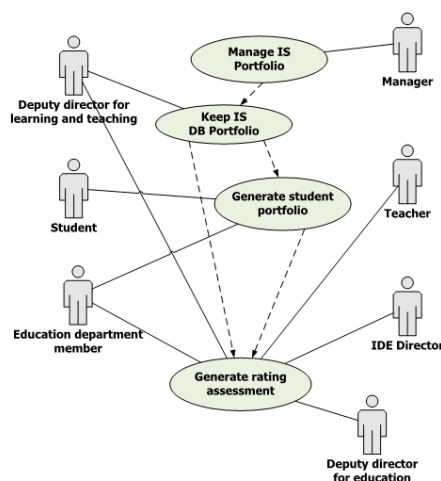 Manage IS
Portfolio
Manager
Deputy director for
learning and teaching
Keep IS
DB Portfolio
Generate student
portfolio
Student
Teacher
Education department
member
IDE Director
Generate rating
assessment
Deputy director
for education